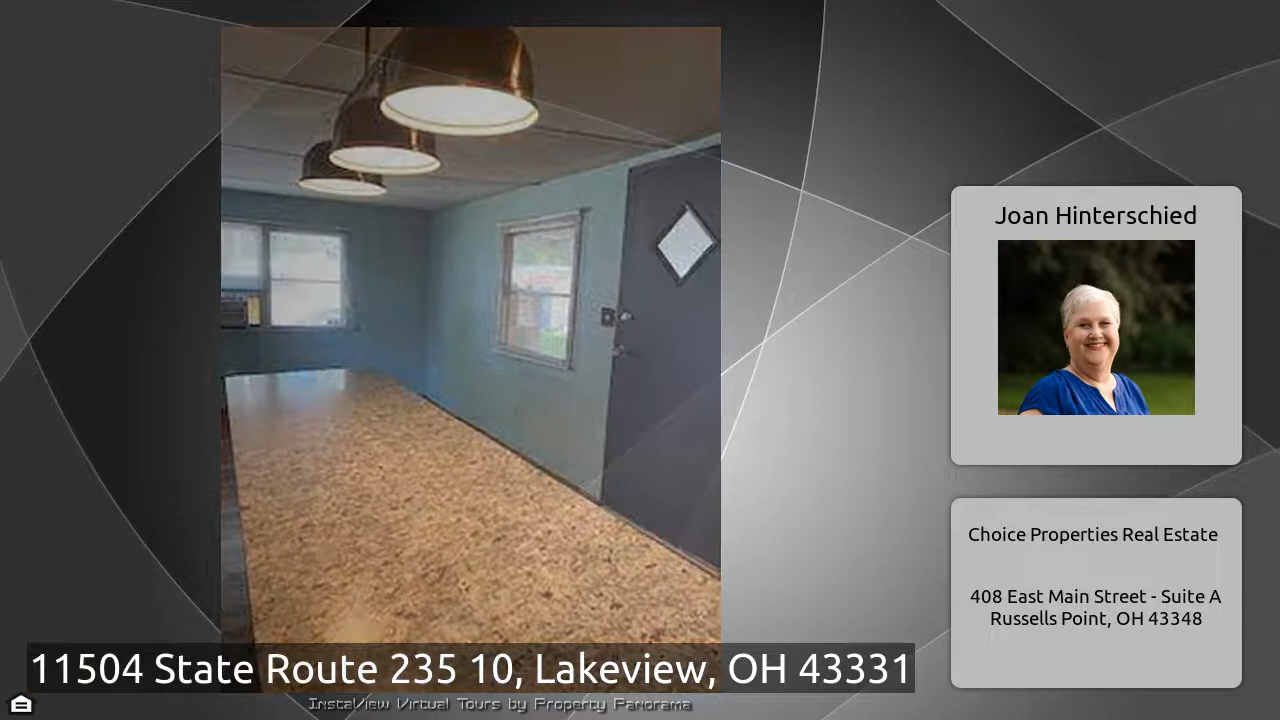 Joan Hinterschied
Choice Properties Real Estate
408 East Main Street - Suite A
Russells Point, OH 43348
11504 State Route 235 10, Lakeview, OH 43331
InstaView Virtual Tours by Property Panorama